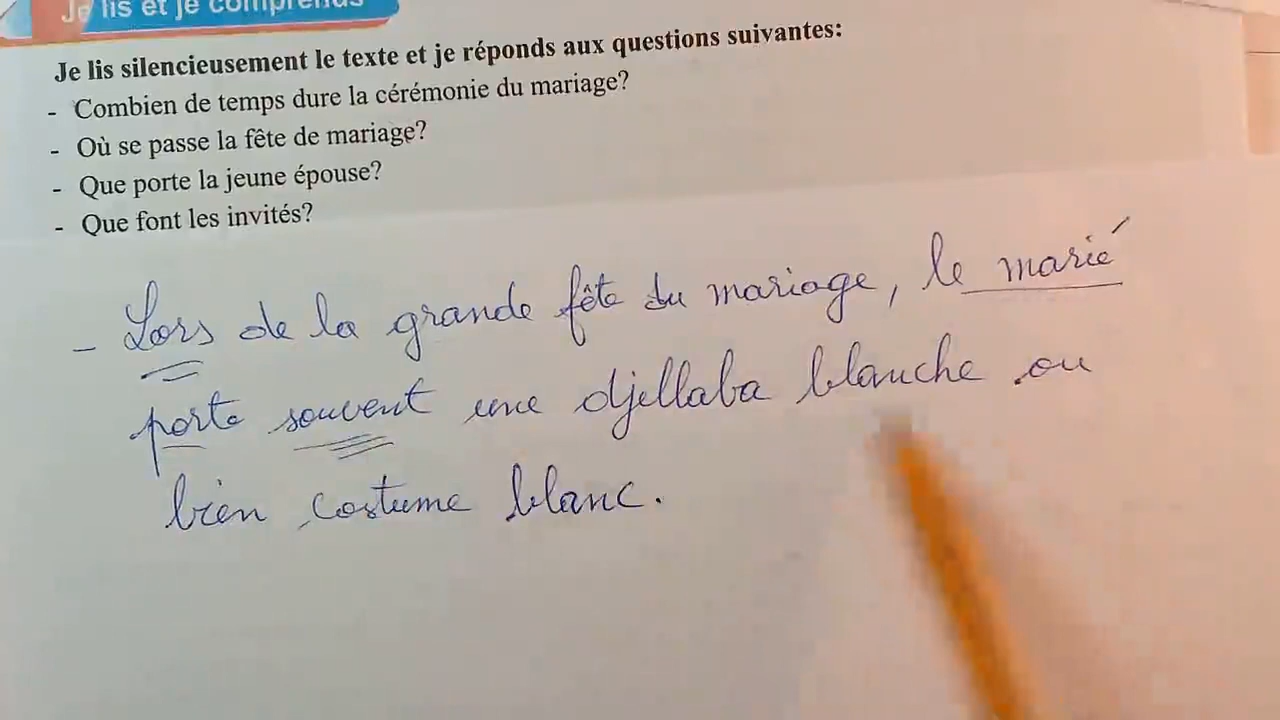 Je lis et je comprends
Je lis silencieusement le texte et je réponds aux questions suivantes:
- Combien de temps dure la cérémonie du mariage?
- Où se passe la fête de mariage?
- Que porte la jeune épouse?
- Que font les invités?
- Lors de la grande fête du mariage, le marié
porte souvent une djellaba blanche ou
bien costume blanc.